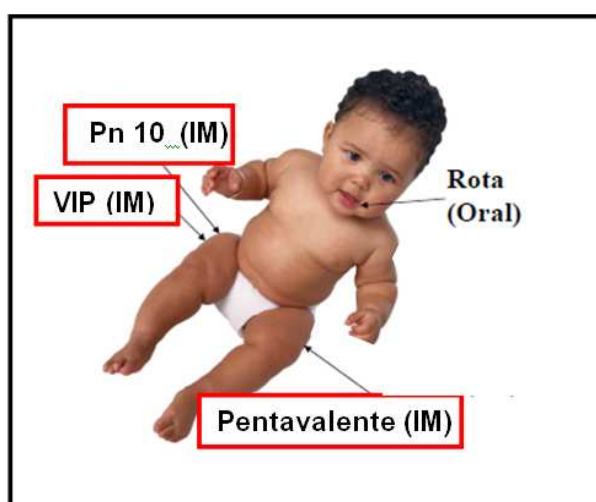 Pn 10 (IM)
VIP (IM)
Rota
(Oral)
Pentavalente (IM)